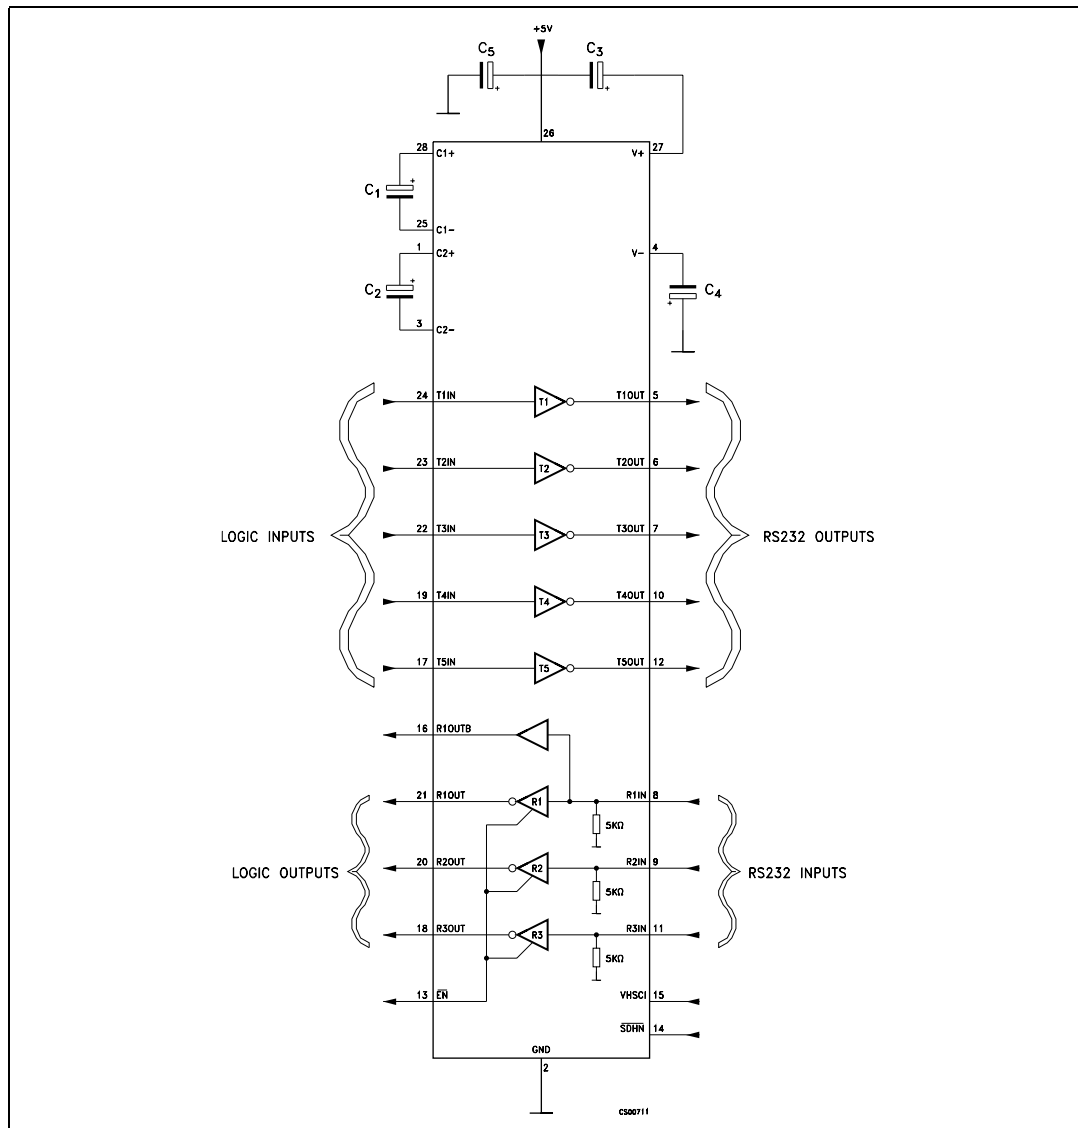 +5V
C5
C3
+
+
26
28 C1+
V+ 27
+
C1
25 C1-
1 C2+
V- 4
+
C2
C4
+
3 C2-
24 T1IN T1 T1OUT 5
23 T2IN T2 T2OUT 6
22 T3IN T3 T3OUT 7
LOGIC INPUTS
RS232 OUTPUTS
19 T4IN T4 T4OUT 10
17 T5IN T5 T5OUT 12
16 R1OUTB
21 R1OUT R1 R1IN 8
5KΩ
20 R2OUT R2 R2IN 9
LOGIC OUTPUTS
RS232 INPUTS
5KΩ
18 R3OUT R3 R3IN 11
5KΩ
13 E̅N̅
VHSCI 15
S̅D̅H̅N̅ 14
GND
2
CS00711